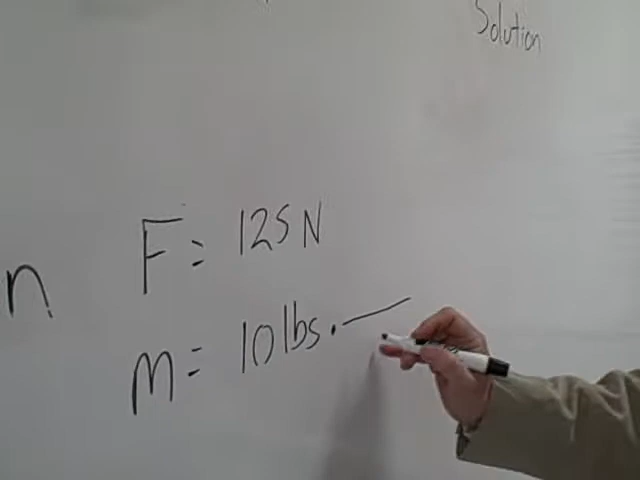 Solution
n
F = 125 N
m = 10 lbs. —